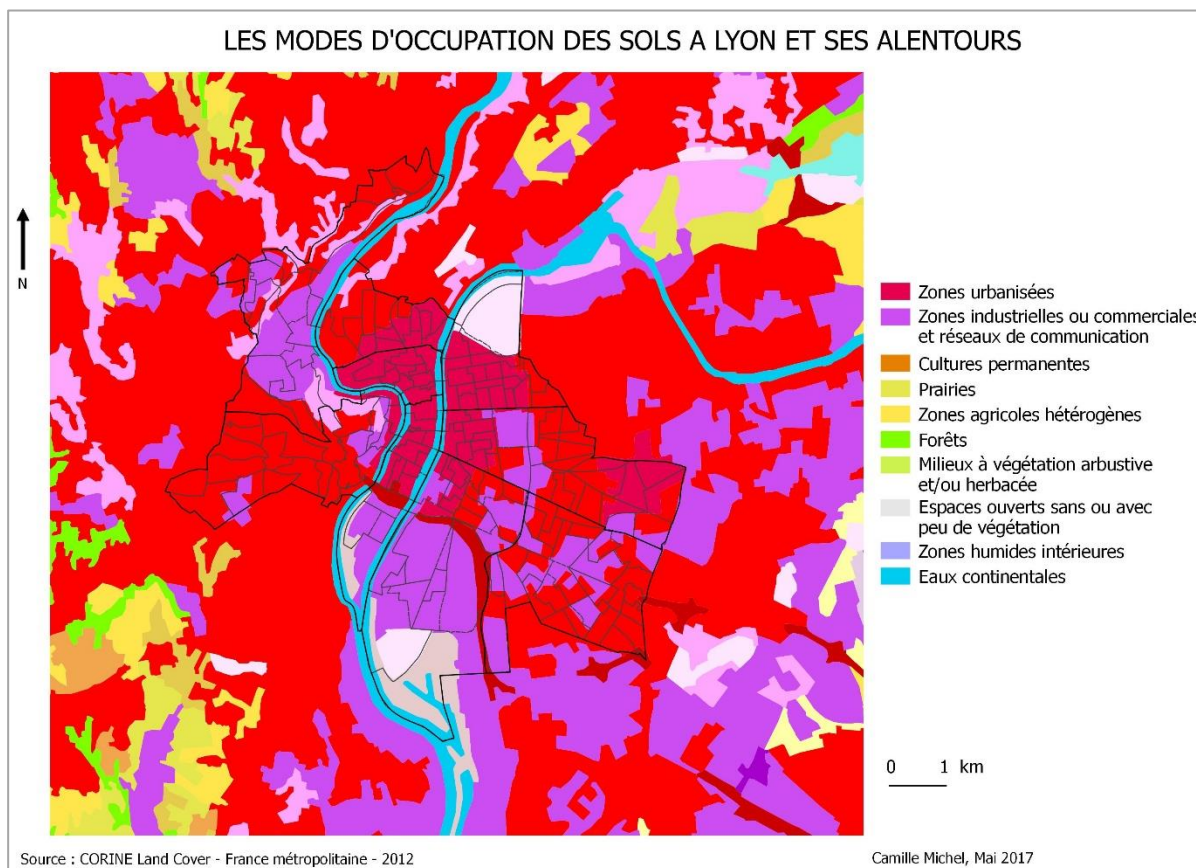 LES MODES D'OCCUPATION DES SOLS A LYON ET SES ALENTOURS
N
Zones urbanisées
Zones industrielles ou commerciales
et réseaux de communication
Cultures permanentes
Prairies
Zones agricoles hétérogènes
Forêts
Milieux à végétation arbustive
et/ou herbacée
Espaces ouverts sans ou avec
peu de végétation
Zones humides intérieures
Eaux continentales
0 1 km
Source : CORINE Land Cover - France métropolitaine - 2012
Camille Michel, Mai 2017